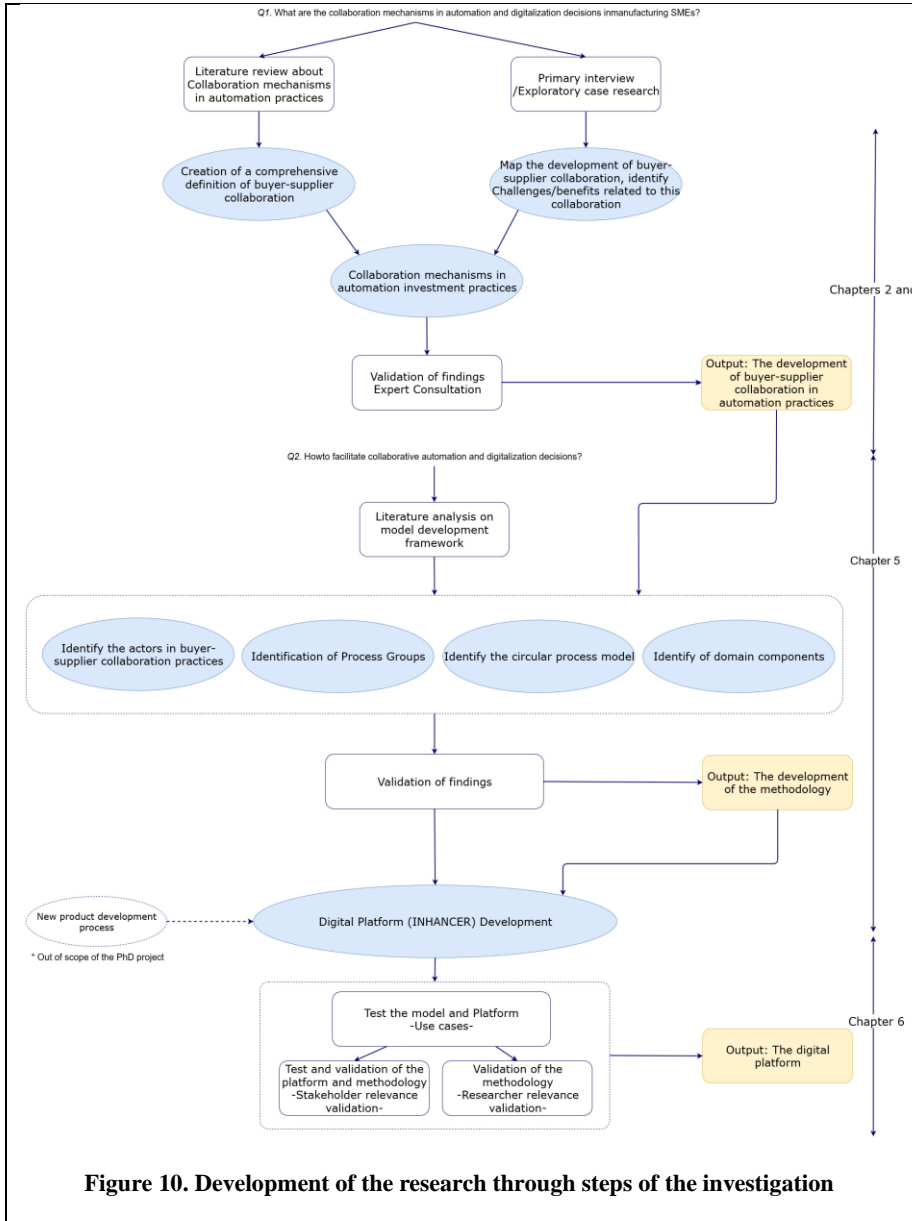 Q1. What are the collaboration mechanisms in automation and digitalization decisions inmanufacturing SMEs?
Literature review about
Collaboration mechanisms
in automation practices
Primary interview
/Exploratory case research
Creation of a comprehensive
definition of buyer-supplier
collaboration
Map the development of buyer-
supplier collaboration, identify
Challenges/benefits related to this
collaboration
Collaboration mechanisms in
automation investment practices
Chapters 2 and
Validation of findings
Expert Consultation
Output: The development
of buyer-supplier
collaboration in
automation practices
Q2. Howto facilitate collaborative automation and digitalization decisions?
Literature analysis on
model development
framework
Chapter 5
Identify the actors in buyer-
supplier collaboration practices
Identification of Process Groups
Identify the circular process model
Identify of domain components
Validation of findings
Output: The development
of the methodology
New product development
process
* Out of scope of the PhD project
Digital Platform (INHANCER) Development
Test the model and Platform
-Use cases-
Test and validation of the
platform and methodology
-Stakeholder relevance
validation-
Validation of the
methodology
-Researcher relevance
validation-
Output: The digital
platform
Chapter 6
Figure 10. Development of the research through steps of the investigation